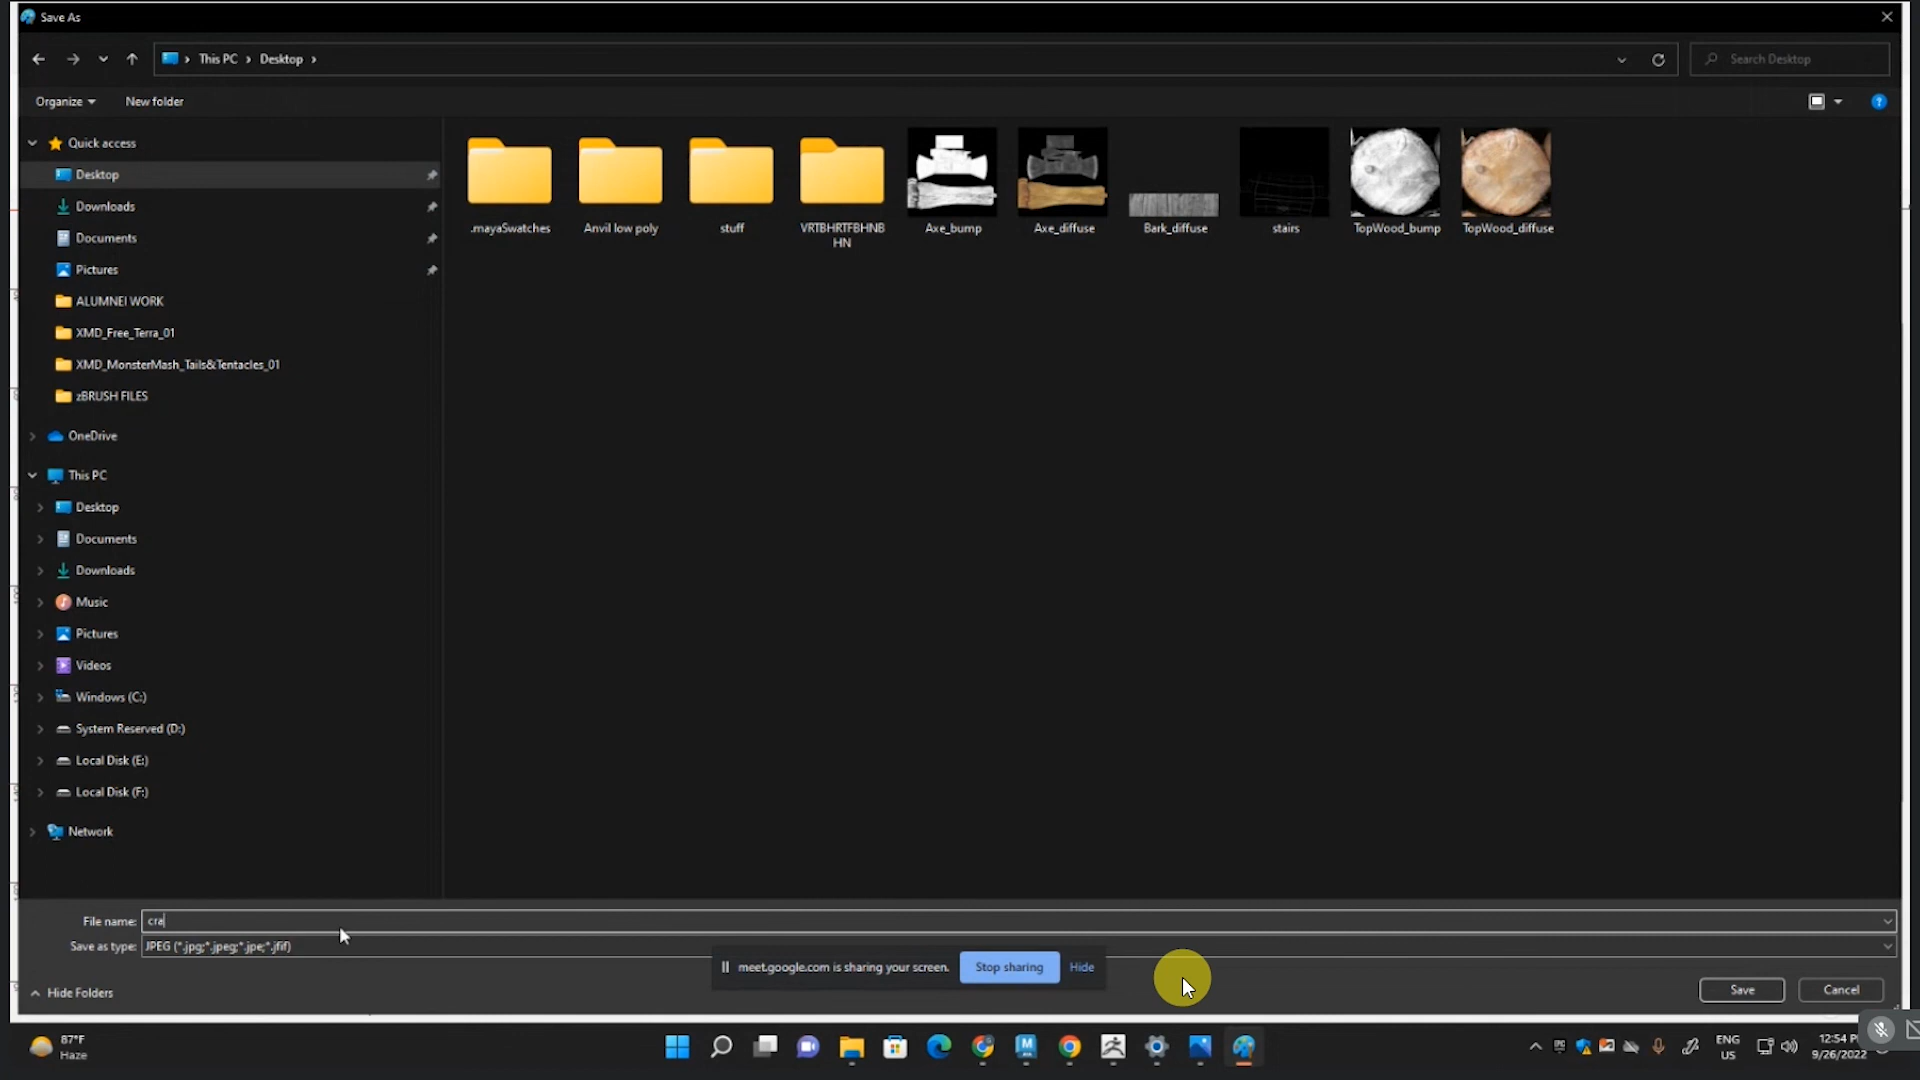 Save As
This PC > Desktop >
Search Desktop
Organize
New folder
Quick access
Desktop
Downloads
Documents
Pictures
ALUMNEI WORK
XMD_Free_Terra_01
XMD_MonsterMash_Tails&Tentacles_01
zBRUSH FILES
OneDrive
This PC
Desktop
Documents
Downloads
Music
Pictures
Videos
Windows (C:)
System Reserved (D:)
Local Disk (E:)
Local Disk (F:)
Network
.mayaSwatches
Anvil low poly
stuff
VRTBHRTFBHNB
HN
Axe_bump
Axe_diffuse
Bark_diffuse
stairs
TopWood_bump
TopWood_diffuse
File name: cra
Save as type: JPEG (*.jpg;*.jpeg;*.jpe;*.jfif)
meet.google.com is sharing your screen.
Stop sharing
Hide
Hide Folders
Save
Cancel
87°F
Haze
ENG
US
12:54 P
9/26/2022